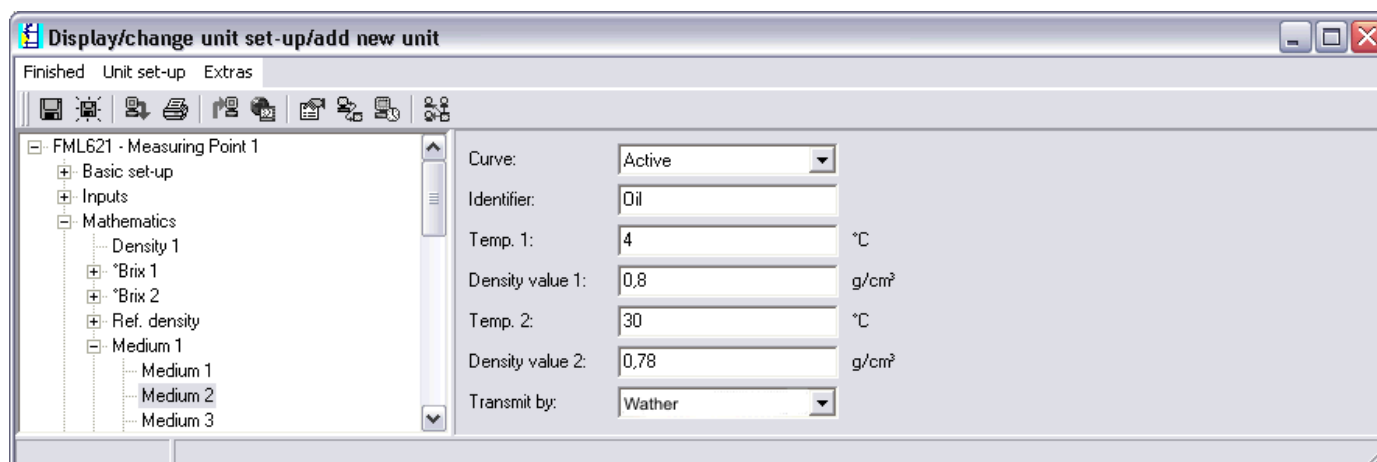 Display/change unit set-up/add new unit
Finished Unit set-up Extras
FML621 - Measuring Point 1
Basic set-up
Inputs
Mathematics
Density 1
°Brix 1
°Brix 2
Ref. density
Medium 1
Medium 1
Medium 2
Medium 3
Curve: Active
Identifier: Oil
Temp. 1: 4 °C
Density value 1: 0,8 g/cm³
Temp. 2: 30 °C
Density value 2: 0,78 g/cm³
Transmit by: Wather